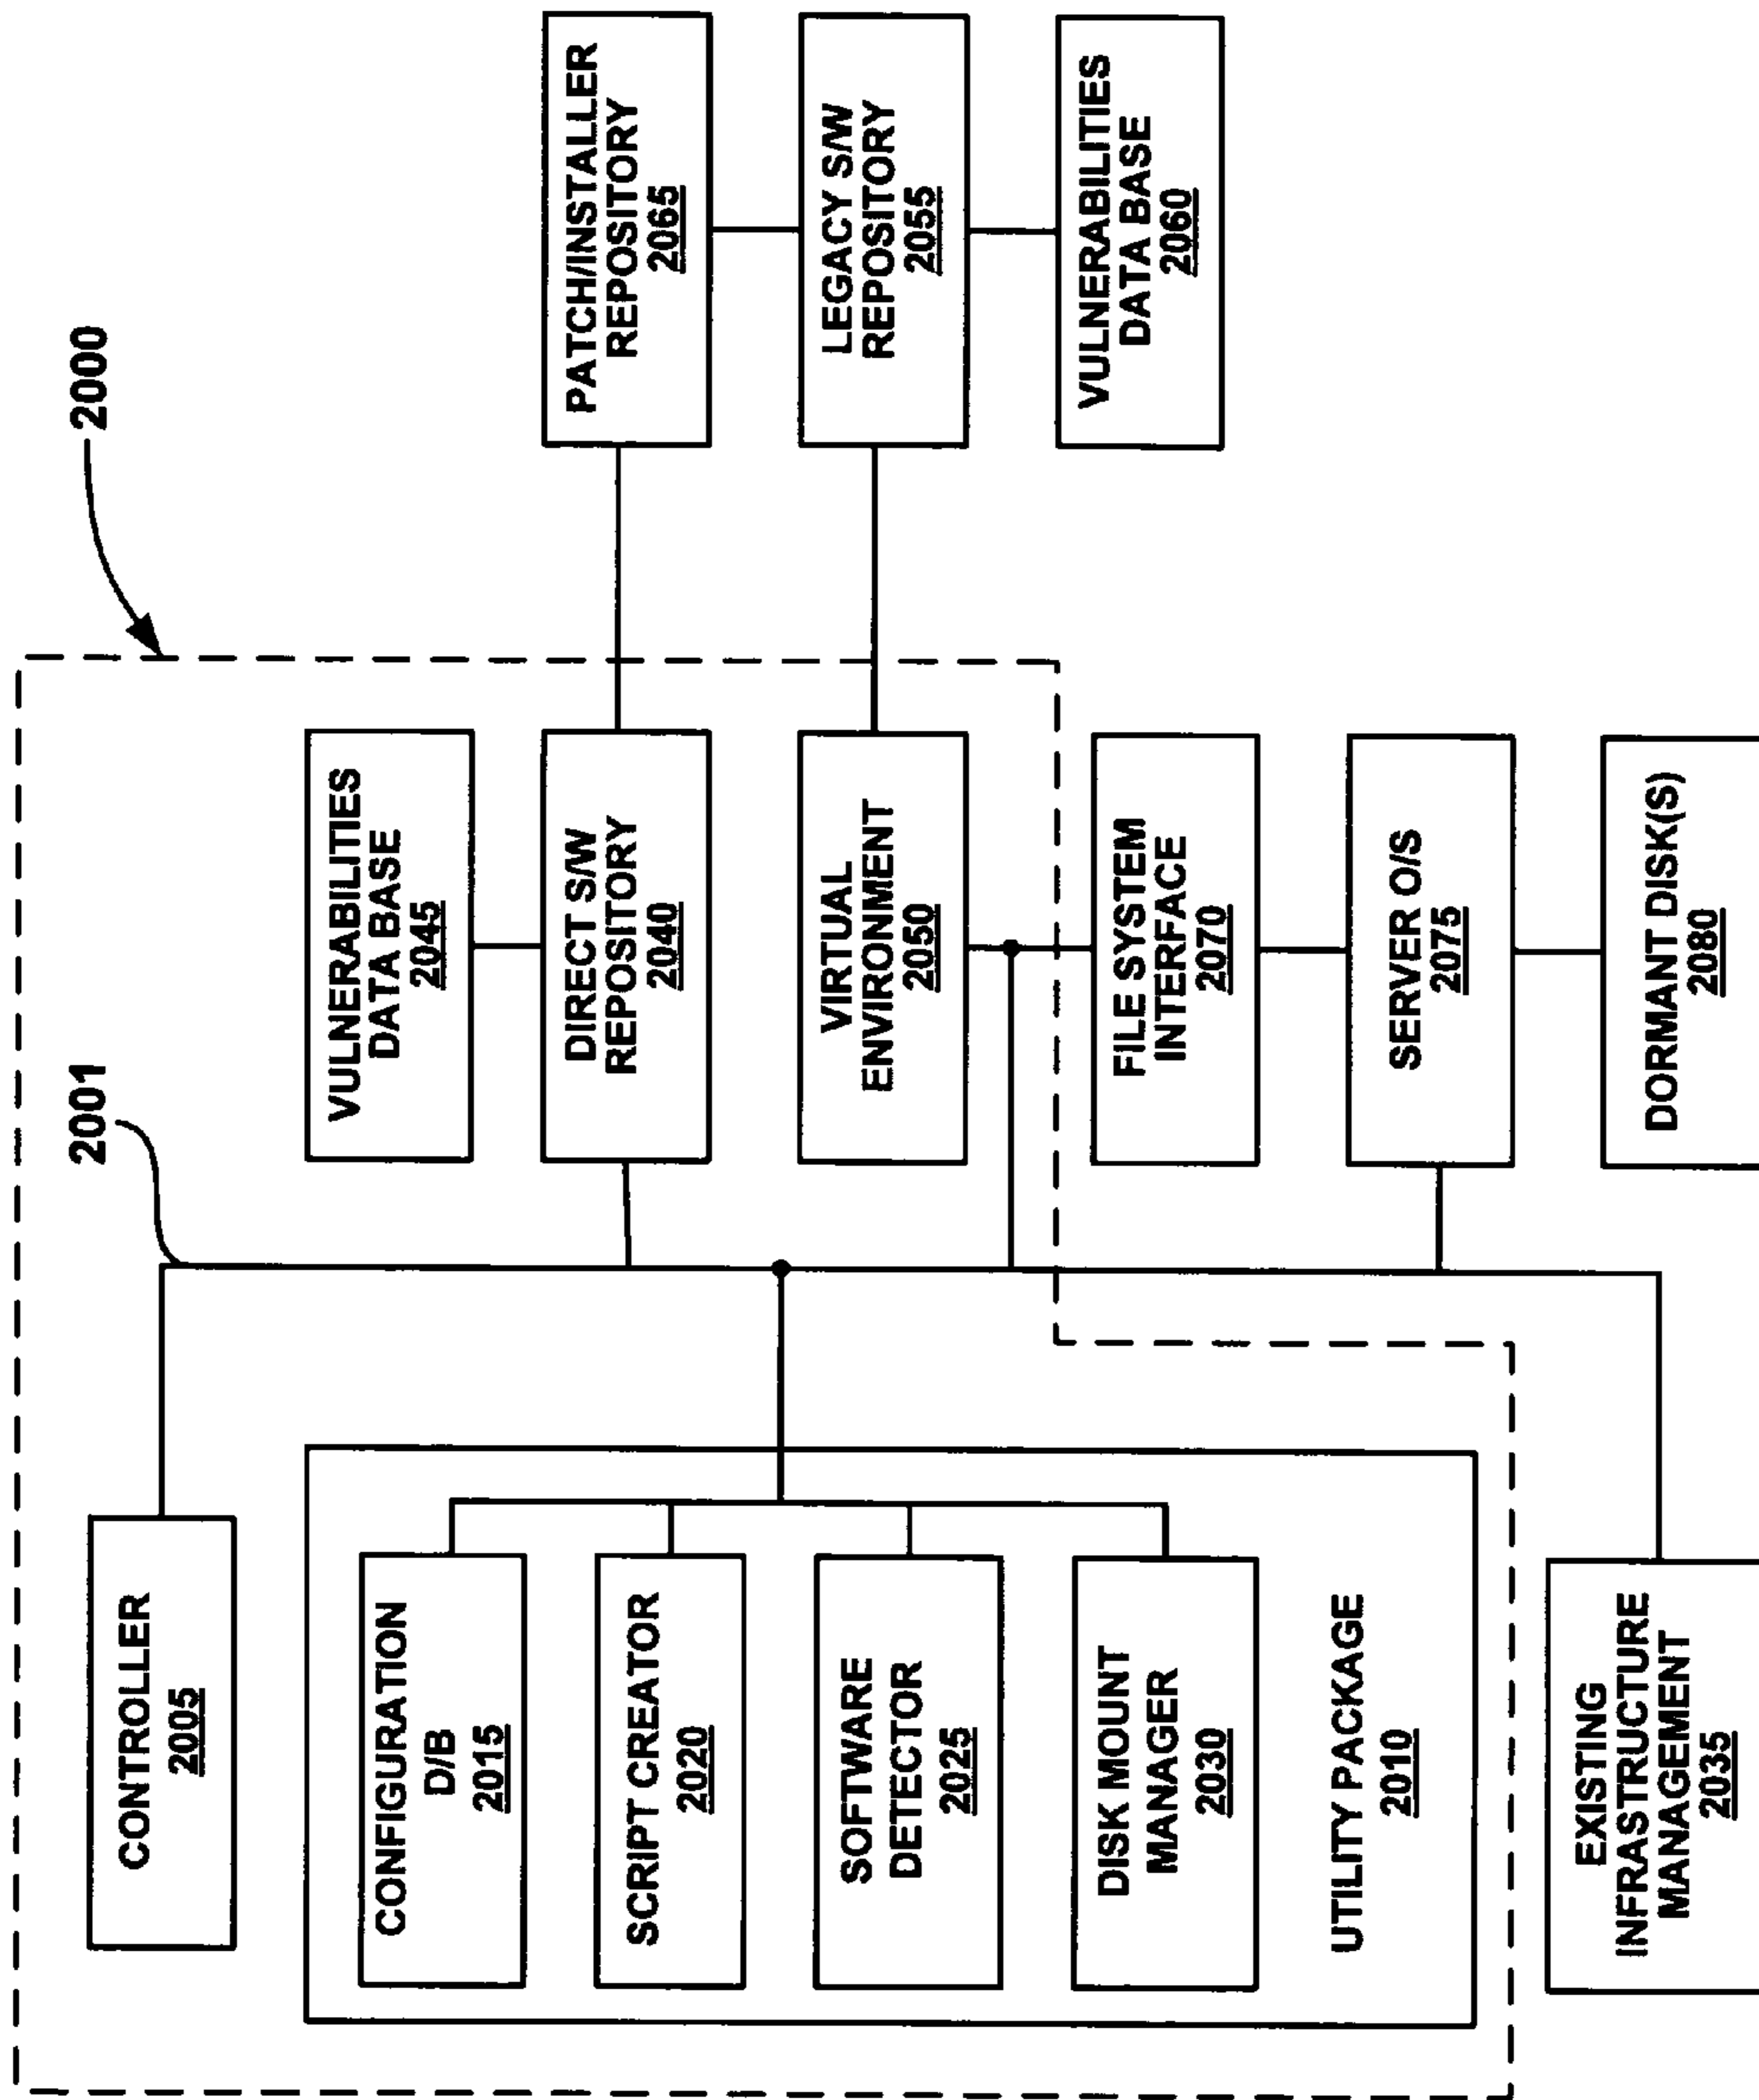 2000
2001
CONTROLLER
2005
CONFIGURATION
D/B
2015
SCRIPT CREATOR
2020
SOFTWARE
DETECTOR
2025
DISK MOUNT
MANAGER
2030
UTILITY PACKAGE
2010
EXISTING
INFRASTRUCTURE
MANAGEMENT
2035
VULNERABILITIES
DATA BASE
2045
DIRECT S/W
REPOSITORY
2040
VIRTUAL
ENVIRONMENT
2050
FILE SYSTEM
INTERFACE
2070
SERVER O/S
2075
DORMANT DISK(S)
2080
PATCH/INSTALLER
REPOSITORY
2065
LEGACY S/W
REPOSITORY
2055
VULNERABILITIES
DATA BASE
2060